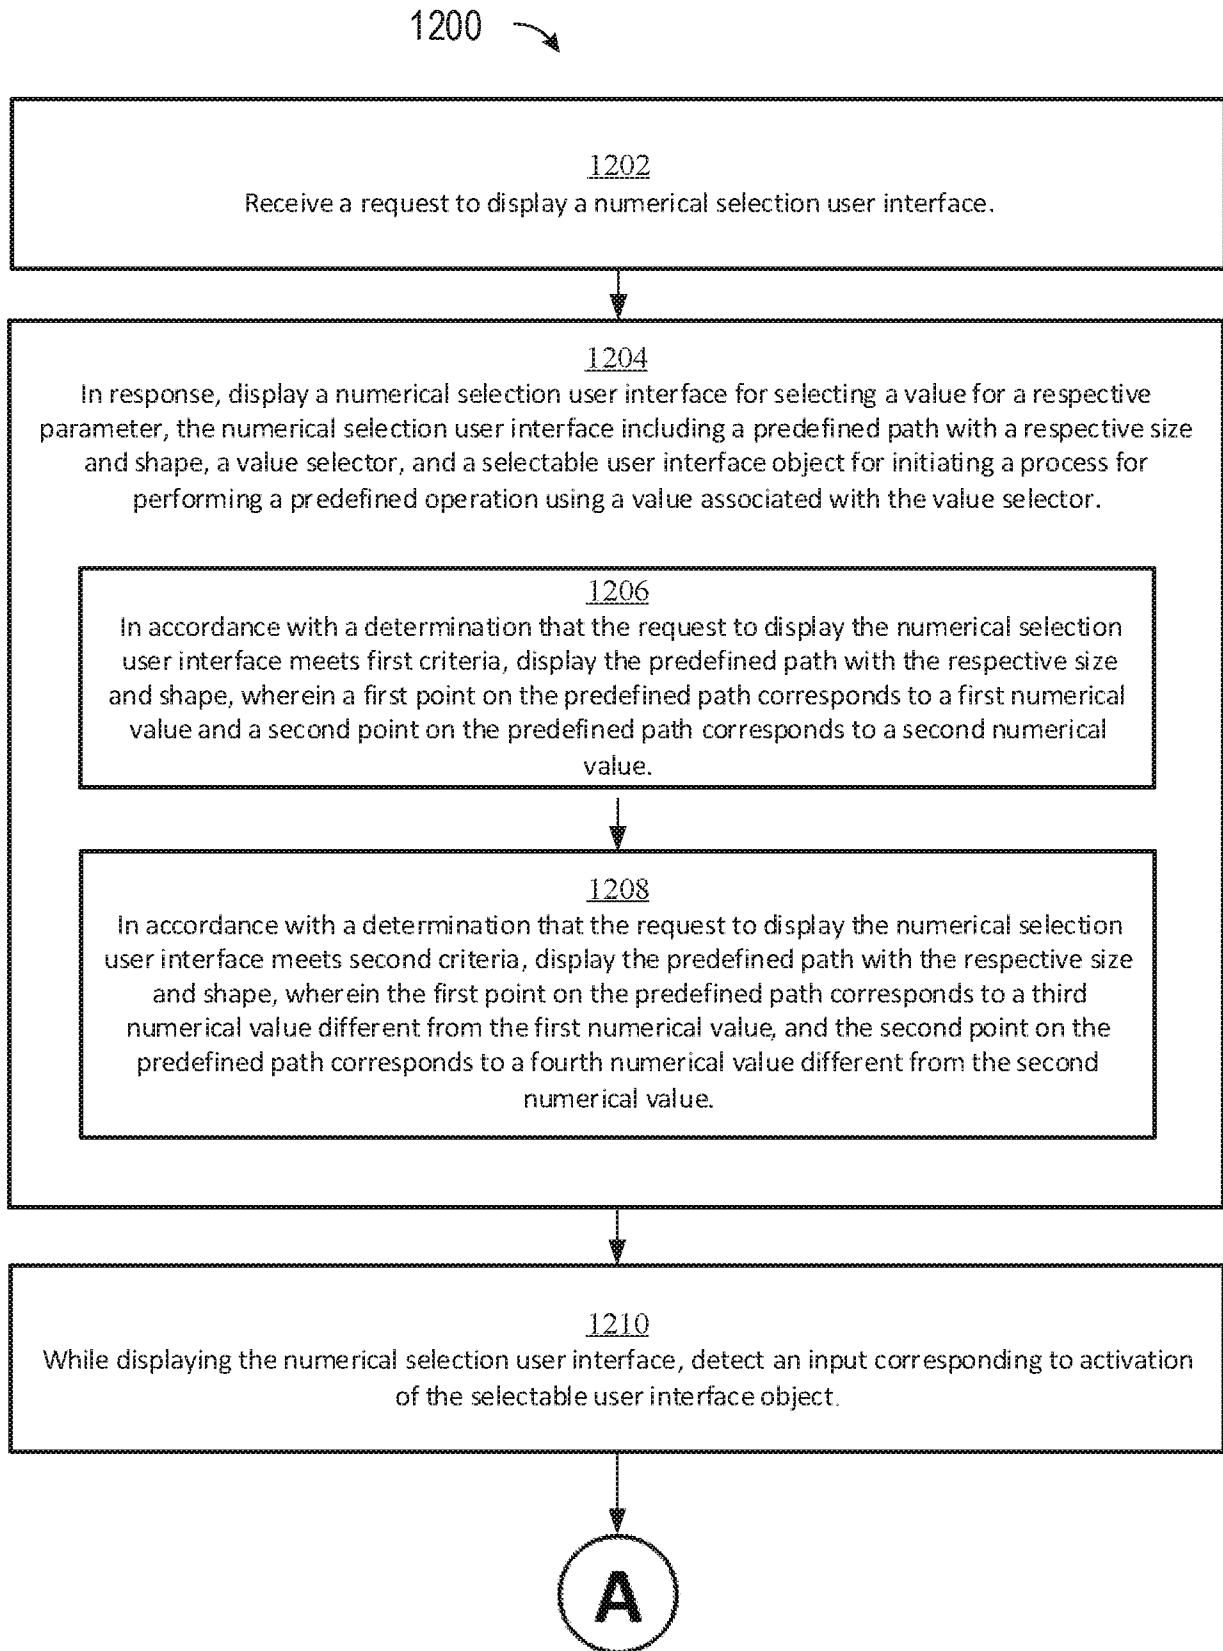 1200
1202
Receive a request to display a numerical selection user interface.
1204
In response, display a numerical selection user interface for selecting a value for a respective
parameter, the numerical selection user interface including a predefined path with a respective size
and shape, a value selector, and a selectable user interface object for initiating a process for
performing a predefined operation using a value associated with the value selector.
1206
In accordance with a determination that the request to display the numerical selection
user interface meets first criteria, display the predefined path with the respective size
and shape, wherein a first point on the predefined path corresponds to a first numerical
value and a second point on the predefined path corresponds to a second numerical
value.
1208
In accordance with a determination that the request to display the numerical selection
user interface meets second criteria, display the predefined path with the respective size
and shape, wherein the first point on the predefined path corresponds to a third
numerical value different from the first numerical value, and the second point on the
predefined path corresponds to a fourth numerical value different from the second
numerical value.
1210
While displaying the numerical selection user interface, detect an input corresponding to activation
of the selectable user interface object.
A